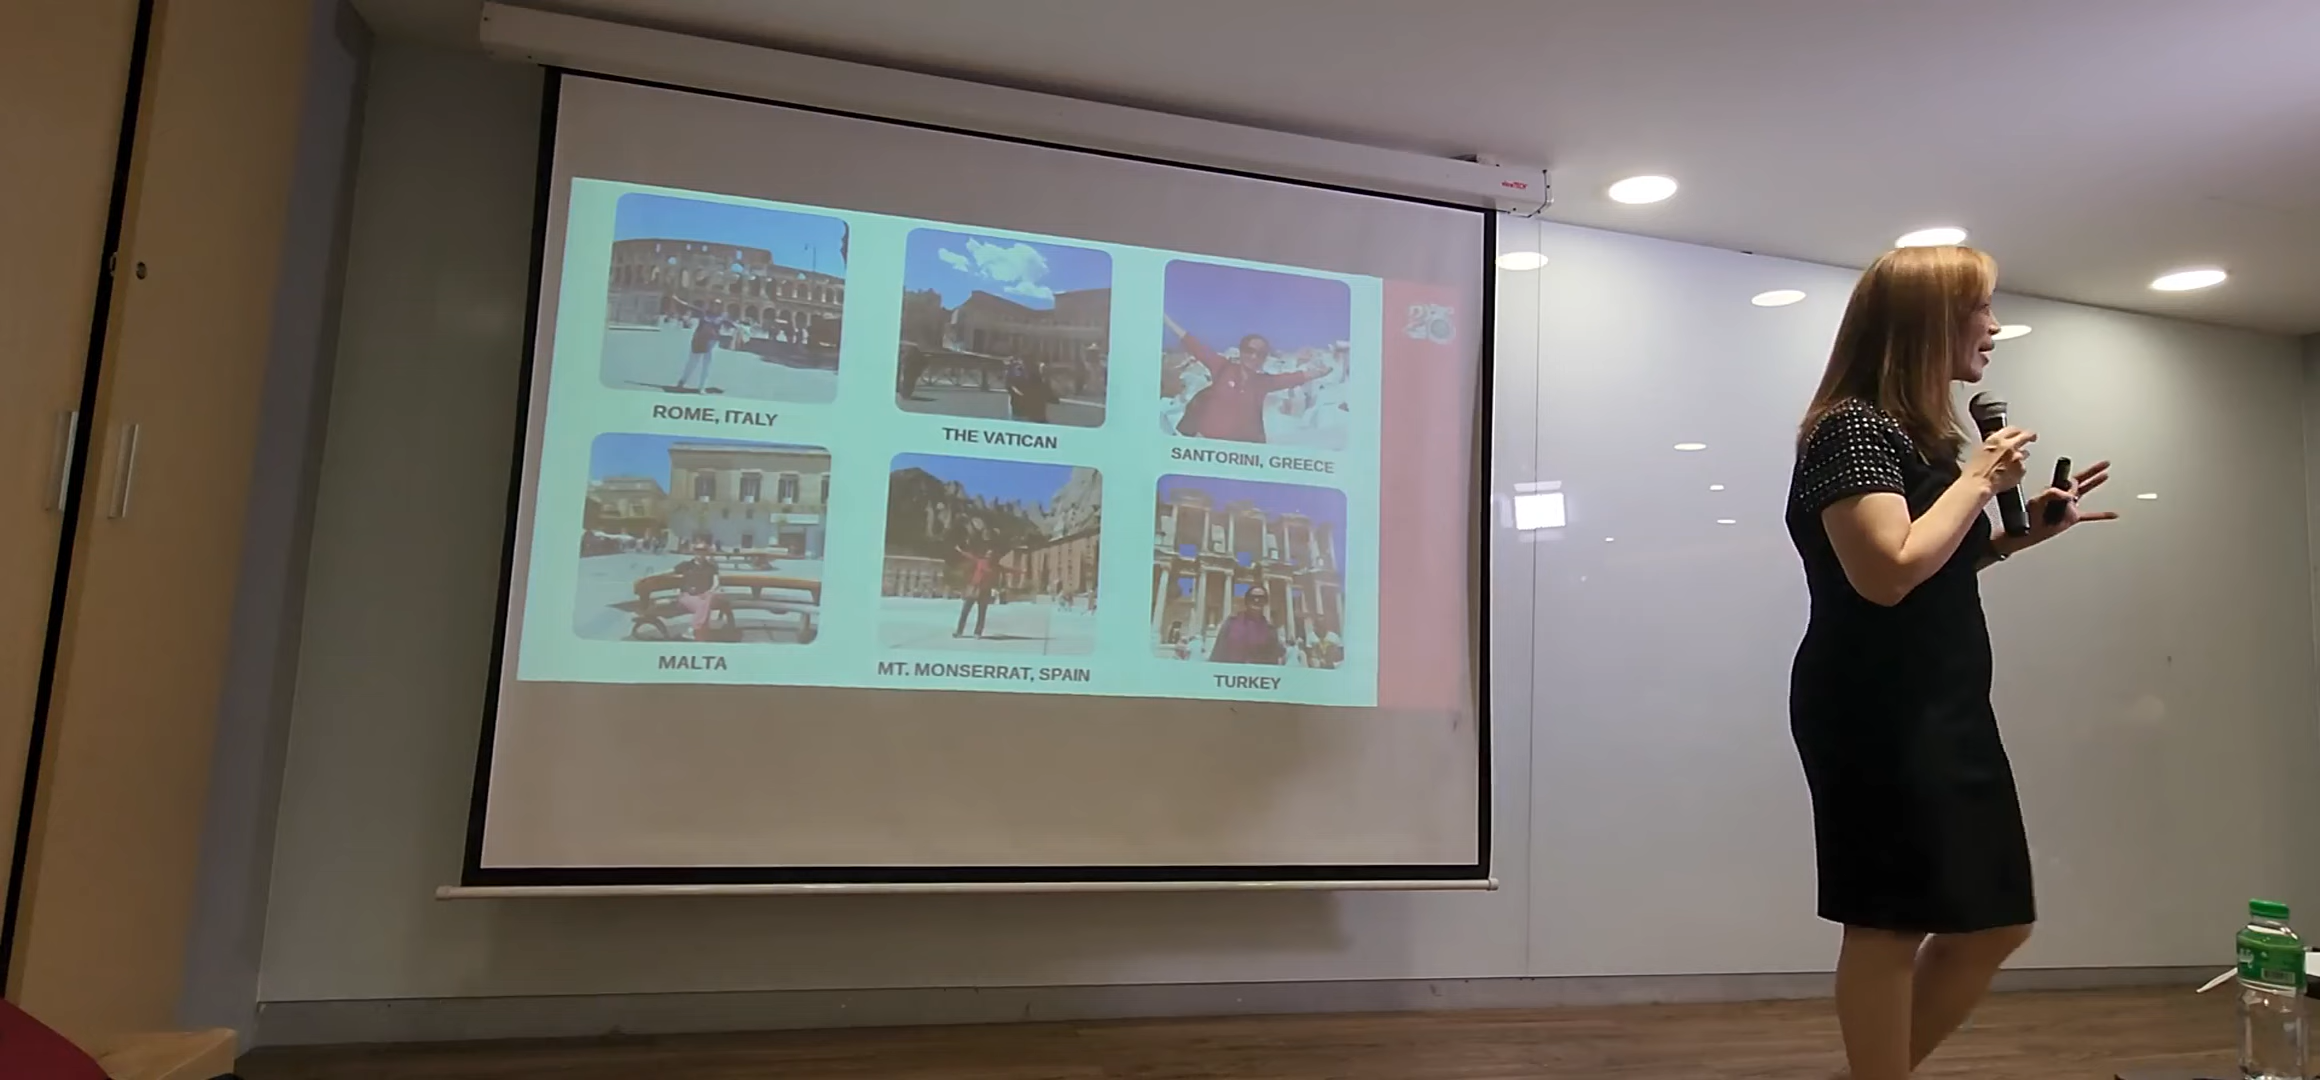 ROME, ITALY
THE VATICAN
SANTORINI, GREECE
MALTA
MT. MONSERRAT, SPAIN
TURKEY